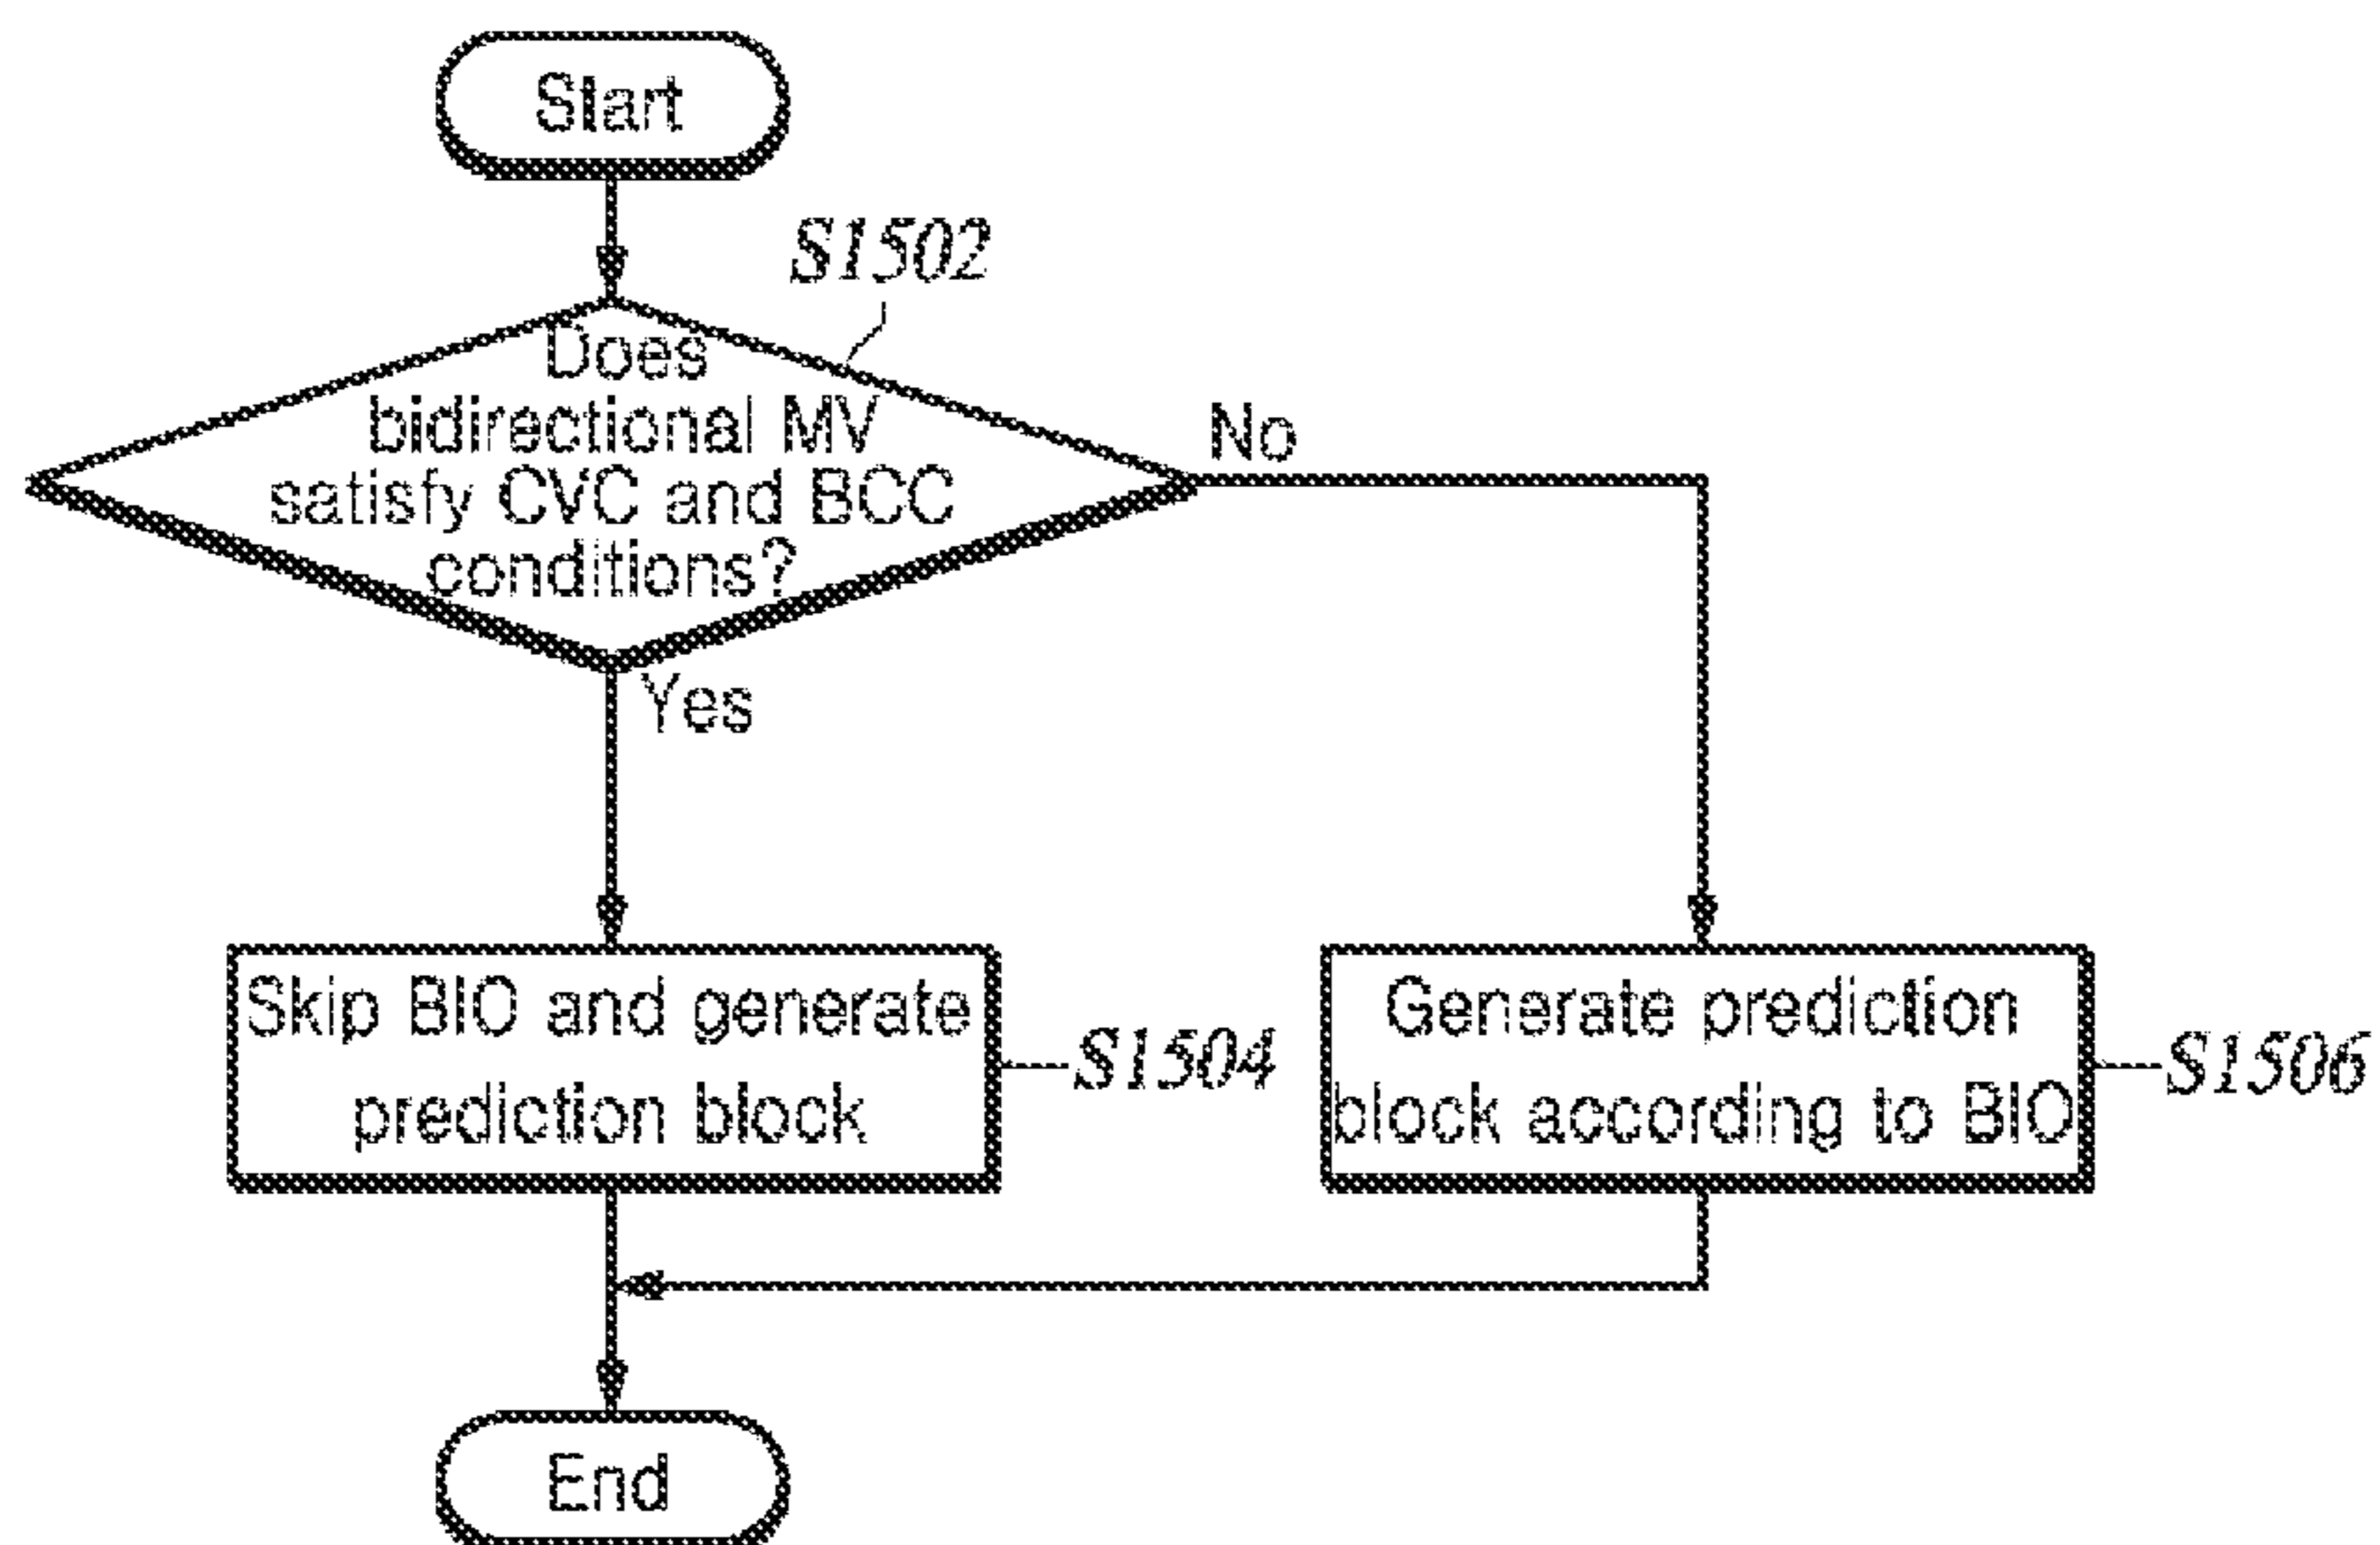 Start
S1502
Does
bidirectional MV
satisfy CVC and BCC
conditions?
No
Yes
Skip BIO and generate
prediction block
S1504
Generate prediction
block according to BIO
S1506
End